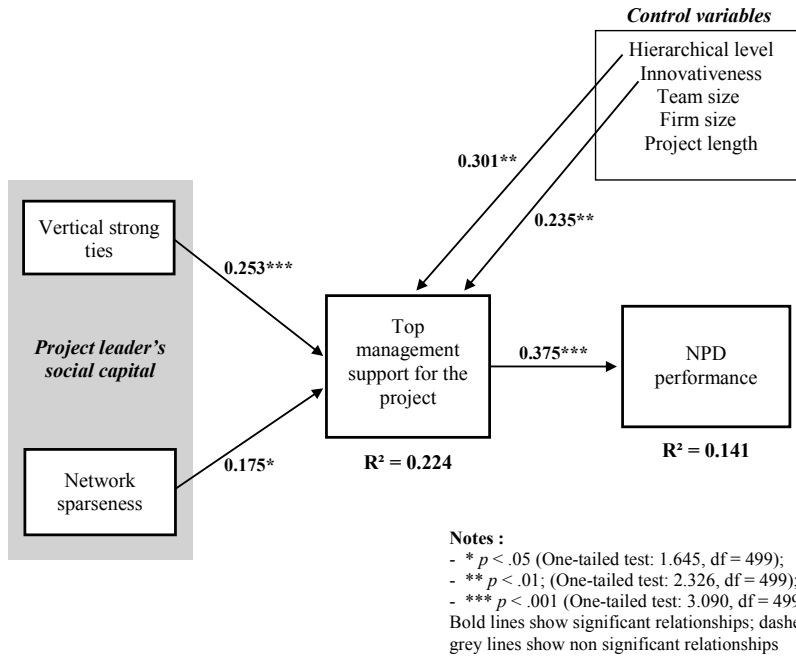 Control variables
Hierarchical level
Innovativeness
Team size
Firm size
Project length
0.301**
0.235**
Vertical strong
ties
0.253***
Project leader's
social capital
Top
management
support for the
project
0.375***
NPD
performance
Network
sparseness
0.175*
R² = 0.224
R² = 0.141
Notes :
- * p < .05 (One-tailed test: 1.645, df = 499);
- ** p < .01; (One-tailed test: 2.326, df = 499);
- *** p < .001 (One-tailed test: 3.090, df = 499
Bold lines show significant relationships; dashe
grey lines show non significant relationships